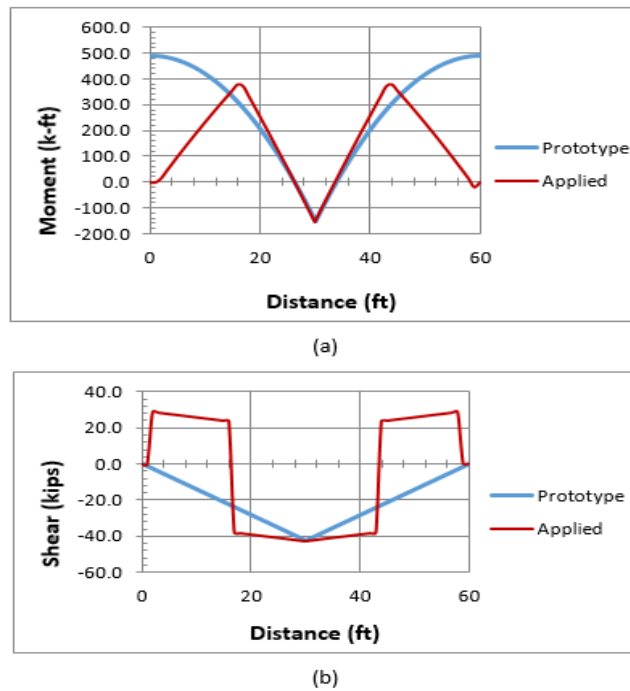 600.0
500.0
400.0
300.0
200.0
100.0
0.0
-100.0
-200.0
Moment (k-ft)
0 20 40 60
Distance (ft)
Prototype
Applied
(a)
40.0
20.0
0.0
-20.0
-40.0
-60.0
Shear (kips)
0 20 40 60
Distance (ft)
Prototype
Applied
(b)